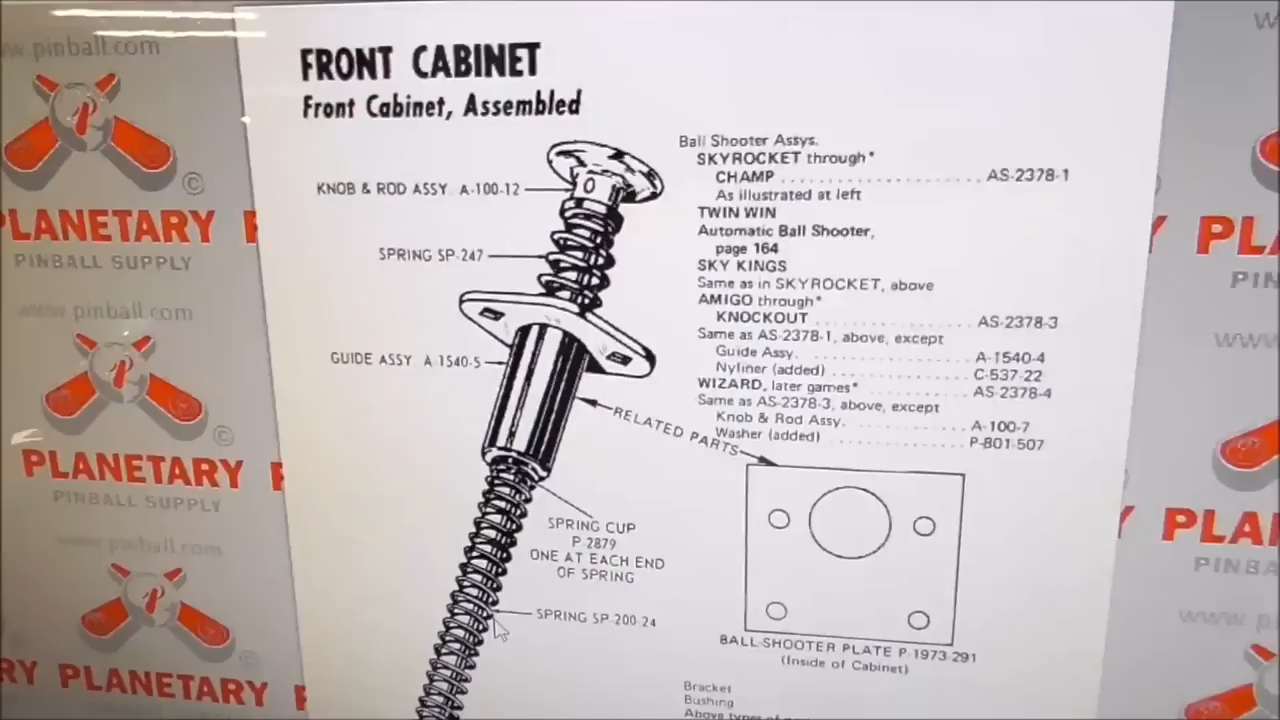 www.pinball.com
PLANETARY
PINBALL SUPPLY
www.pinball.com
PLANETARY
PINBALL SUPPLY
www.pinball.com
PLANETARY
FRONT CABINET
Front Cabinet, Assembled
KNOB & ROD ASSY. A-100-12
SPRING SP-247
GUIDE ASSY. A-1540-5
SPRING CUP
P-2879
ONE AT EACH END
OF SPRING
SPRING SP-200-24
Ball Shooter Assys.
SKYROCKET through*
CHAMP . . . . . . . . . . . . . . . . . . . . . . AS-2378-1
As illustrated at left
TWIN WIN
Automatic Ball Shooter,
page 164
SKY KINGS
Same as in SKYROCKET, above
AMIGO through*
KNOCKOUT . . . . . . . . . . . . . . . . . . AS-2378-3
Same as AS-2378-1, above, except
Guide Assy. . . . . . . . . . . . . . . . . . . . A-1540-4
Nyliner (added) . . . . . . . . . . . . . . . . C-537-22
WIZARD, later games* . . . . . . . . . . . . AS-2378-4
Same as AS-2378-3, above, except
Knob & Rod Assy. . . . . . . . . . . . . . . A-100-7
Washer (added) . . . . . . . . . . . . . . . . P-801-507
RELATED PARTS
BALL-SHOOTER PLATE P-1973-291
(Inside of Cabinet)
Bracket
Bushing
Above types of